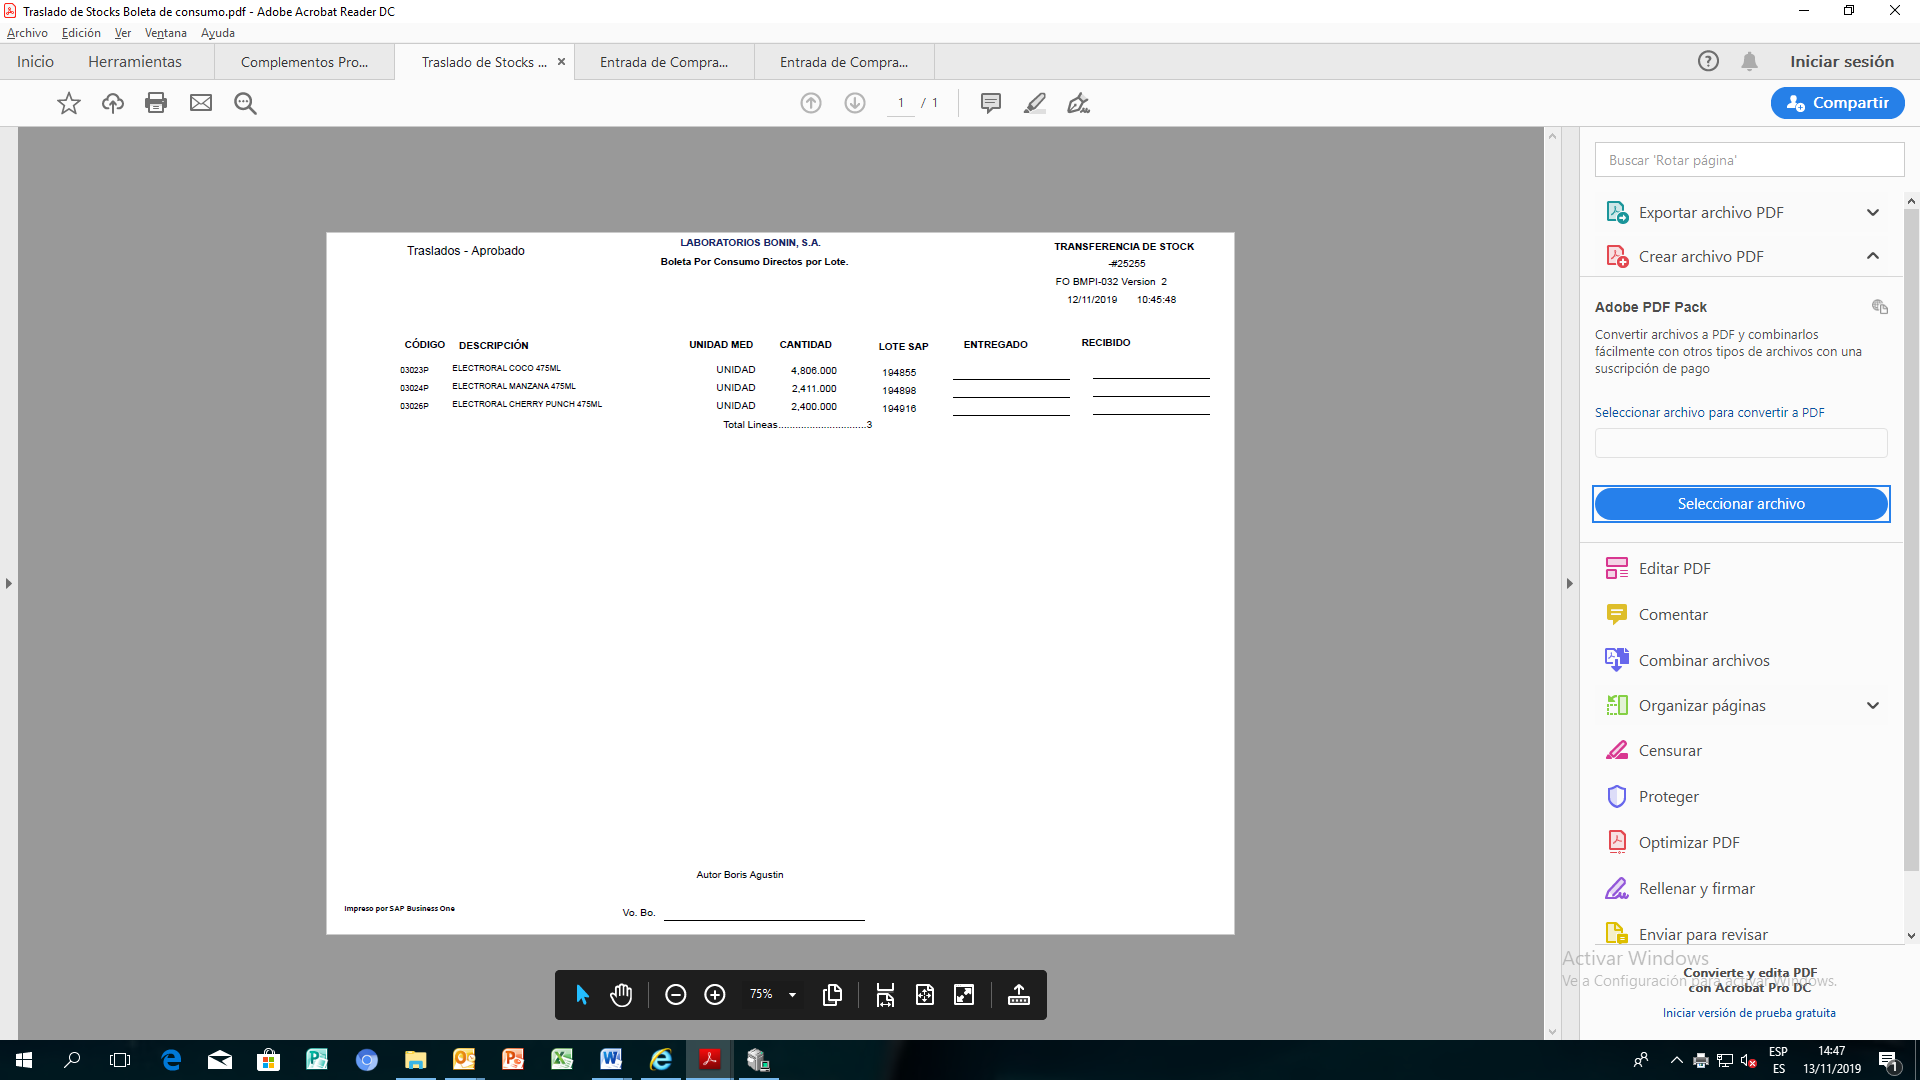 Traslado de Stocks Boleta de consumo.pdf - Adobe Acrobat Reader DC
Archivo Edición Ver Ventana Ayuda
Inicio Herramientas Complementos Pro... Traslado de Stocks ... × Entrada de Compra... Entrada de Compra... Iniciar sesión
1 / 1 Compartir
Traslados - Aprobado
LABORATORIOS BONIN, S.A.
Boleta Por Consumo Directos por Lote.
TRANSFERENCIA DE STOCK
-#25255
FO BMPI-032 Version 2
12/11/2019 10:45:48
CÓDIGO DESCRIPCIÓN UNIDAD MED CANTIDAD LOTE SAP ENTREGADO RECIBIDO
03023P ELECTRORAL COCO 475ML UNIDAD 4,806.000 194855
03024P ELECTRORAL MANZANA 475ML UNIDAD 2,411.000 194898
03026P ELECTRORAL CHERRY PUNCH 475ML UNIDAD 2,400.000 194916
Total Lineas...............................3
Autor Boris Agustin
Impreso por SAP Business One
Vo. Bo.
75%
Buscar 'Rotar página'
Exportar archivo PDF
Crear archivo PDF
Adobe PDF Pack
Convertir archivos a PDF y combinarlos
fácilmente con otros tipos de archivos con una
suscripción de pago
Seleccionar archivo para convertir a PDF
Seleccionar archivo
Editar PDF
Comentar
Combinar archivos
Organizar páginas
Censurar
Proteger
Optimizar PDF
Rellenar y firmar
Enviar para revisar
Activar Windows
Ve a Configuración para activar Windows.
Convierte y edita PDF
con Acrobat Pro DC
Iniciar versión de prueba gratuita
ESP
ES
14:47
13/11/2019
1